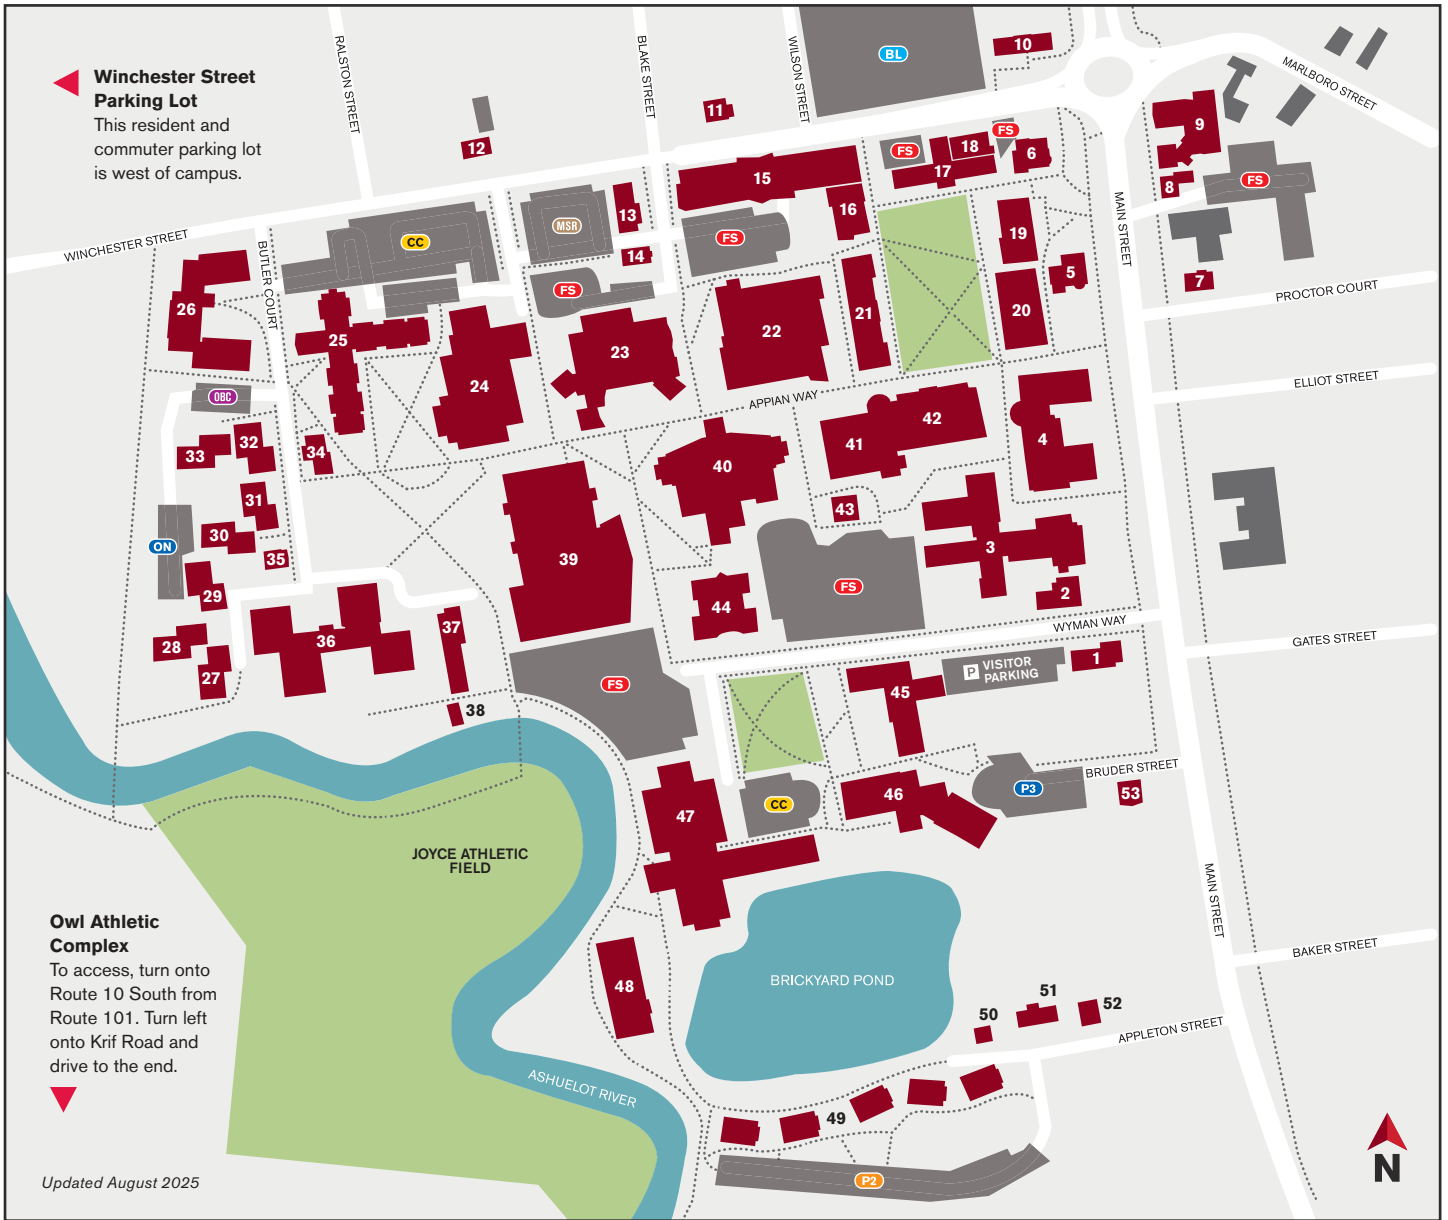 Winchester Street
Parking Lot
This resident and
commuter parking lot
is west of campus.
RALSTON STREET
BLAKE STREET
WILSON STREET
BL
10
MARLBORO STREET
11
12
FS
FS
18
6
17
9
FS
8
15
MSR
13
16
FS
14
CC
WINCHESTER STREET
BUTLER COURT
MAIN STREET
19
5
7
PROCTOR COURT
26
FS
25
23
22
21
20
24
ELLIOT STREET
OBC
APPIAN WAY
42
41
4
33
32
34
40
31
43
30
ON
35
39
3
29
44
FS
2
28
36
37
27
WYMAN WAY
GATES STREET
1
P VISITOR
PARKING
FS
45
38
BRUDER STREET
P3
53
46
CC
47
JOYCE ATHLETIC
FIELD
MAIN STREET
Owl Athletic
Complex
To access, turn onto
Route 10 South from
Route 101. Turn left
onto Krif Road and
drive to the end.
48
BRICKYARD POND
BAKER STREET
50
51
52
APPLETON STREET
ASHUELOT RIVER
49
P2
N
Updated August 2025